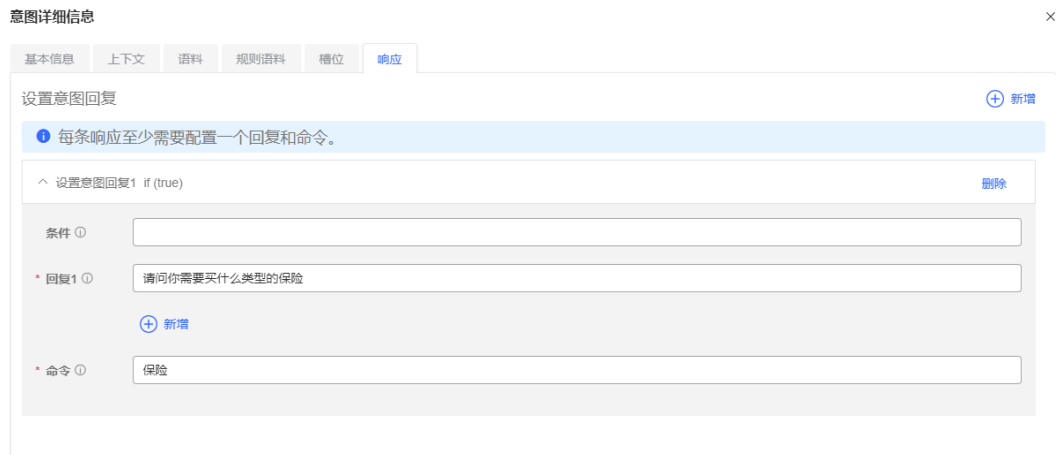 意图详细信息
基本信息 上下文 语料 规则语料 槽位 响应
设置意图回复 新增
每条响应至少需要配置一个回复和命令。
设置意图回复1 if (true) 删除
条件
* 回复1 请问你需要买什么类型的保险
新增
* 命令 保险